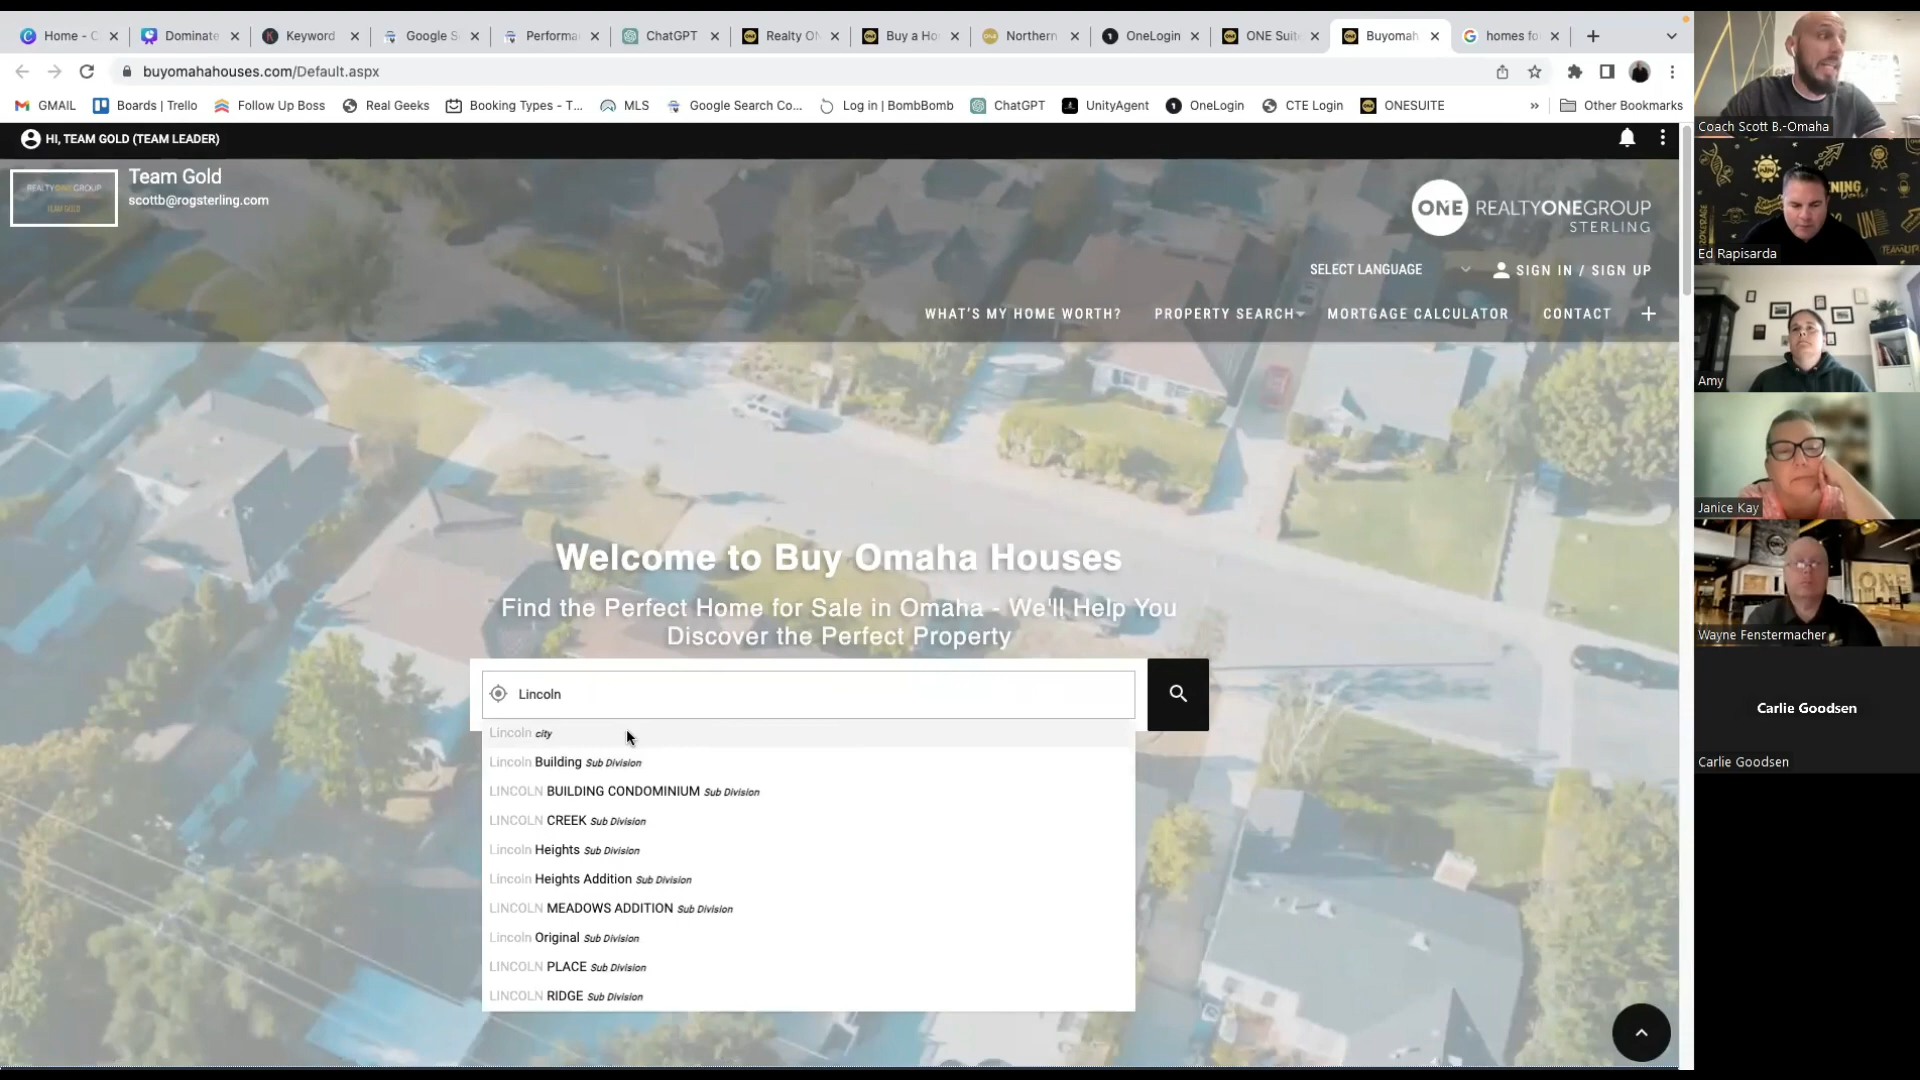 Home - C
Dominate
Keyword
Google S
Performa
ChatGPT
Realty ON
Buy a Ho
Northern
OneLogin
ONE Suit
Buyomah
homes fo
buyomahahouses.com/Default.aspx
GMAIL
Boards | Trello
Follow Up Boss
Real Geeks
Booking Types - T...
MLS
Google Search Co...
Log in | BombBomb
ChatGPT
UnityAgent
OneLogin
CTE Login
ONESUITE
»
Other Bookmarks
HI, TEAM GOLD (TEAM LEADER)
REALTYONEGROUP
TEAM GOLD
Team Gold
scottb@rogsterling.com
ONE REALTYONEGROUP
STERLING
SELECT LANGUAGE
SIGN IN / SIGN UP
WHAT'S MY HOME WORTH?
PROPERTY SEARCH
MORTGAGE CALCULATOR
CONTACT
Welcome to Buy Omaha Houses
Find the Perfect Home for Sale in Omaha - We'll Help You
Discover the Perfect Property
Lincoln
Lincoln city
Lincoln Building Sub Division
LINCOLN BUILDING CONDOMINIUM Sub Division
LINCOLN CREEK Sub Division
Lincoln Heights Sub Division
Lincoln Heights Addition Sub Division
LINCOLN MEADOWS ADDITION Sub Division
Lincoln Original Sub Division
LINCOLN PLACE Sub Division
LINCOLN RIDGE Sub Division
Coach Scott B.-Omaha
Ed Rapisarda
Amy
Janice Kay
ONE
Wayne Fenstermacher
Carlie Goodsen
Carlie Goodsen